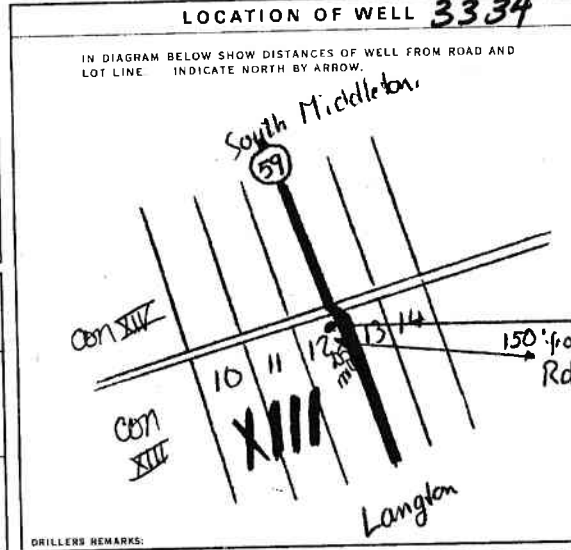 LOCATION OF WELL 3334
IN DIAGRAM BELOW SHOW DISTANCES OF WELL FROM ROAD AND
LOT LINE. INDICATE NORTH BY ARROW.
South Middleton.
59
con XIV
10 11 12 13 14
150' fro
Rd
con
XIII
XIII
Langton
DRILLERS REMARKS: